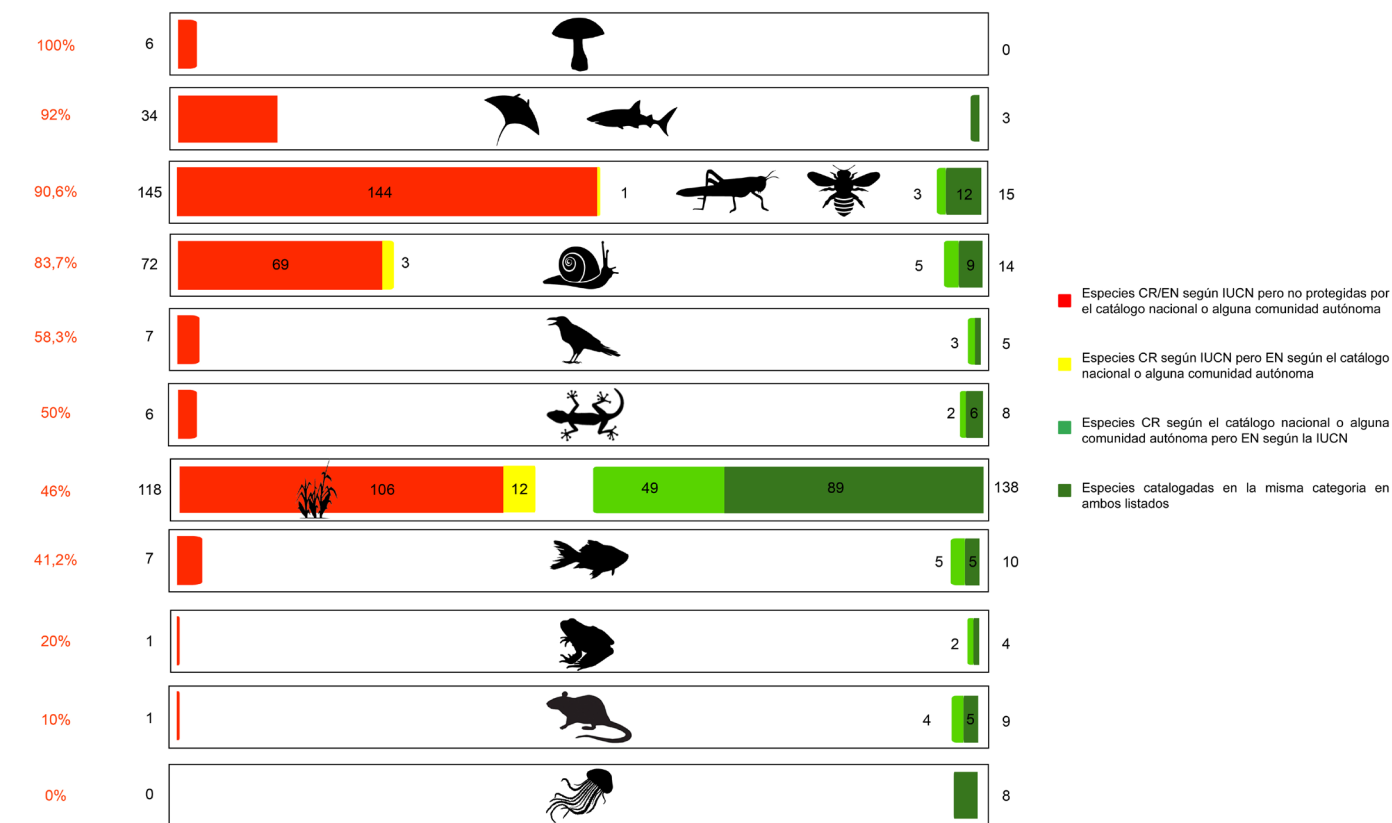 100% 6 0
92% 34 3
90,6% 145 144 1 3 12 15
83,7% 72 69 3 5 9 14
58,3% 7 3 5
50% 6 2 6 8
46% 118 106 12 49 89 138
41,2% 7 5 5 10
20% 1 2 4
10% 1 4 5 9
0% 0 8
Especies CR/EN según IUCN pero no protegidas por
el catálogo nacional o alguna comunidad autónoma
Especies CR según IUCN pero EN según el catálogo
nacional o alguna comunidad autónoma
Especies CR según el catálogo nacional o alguna
comunidad autónoma pero EN según la IUCN
Especies catalogadas en la misma categoria en
ambos listados